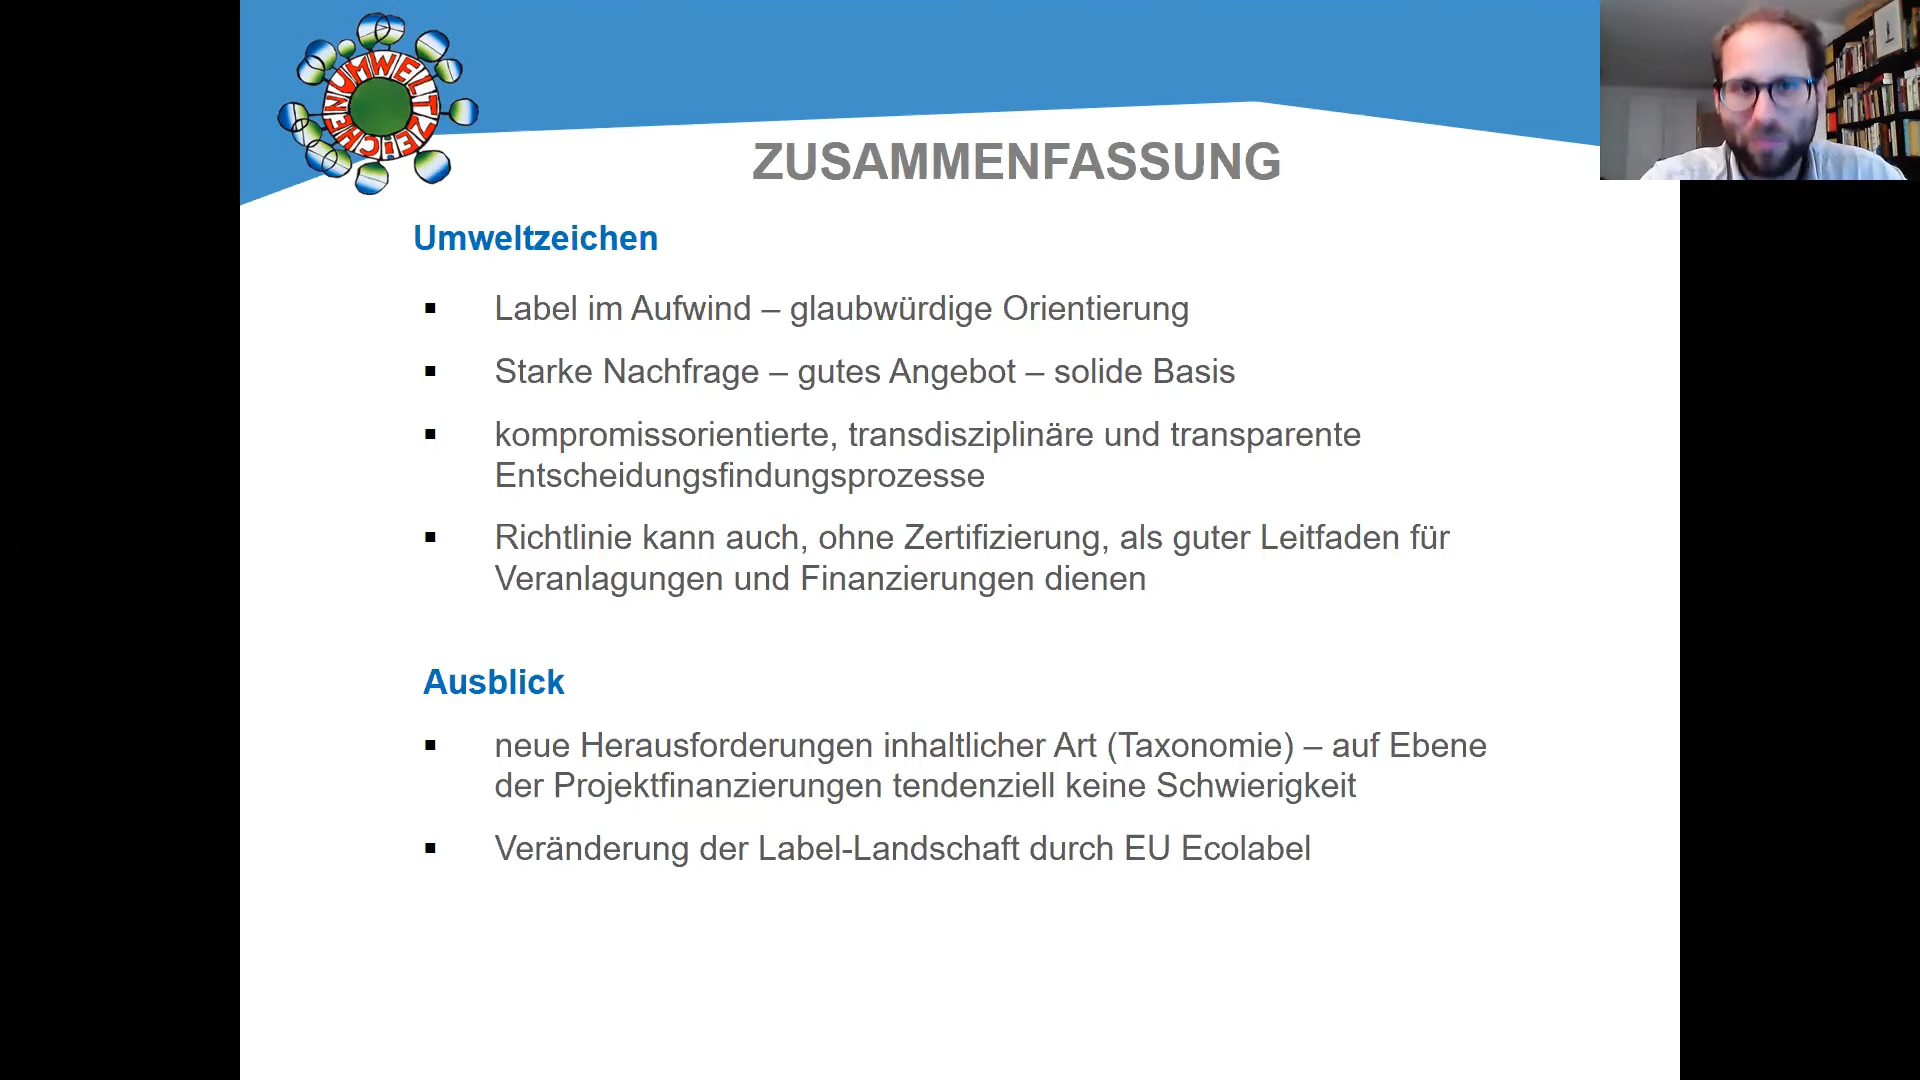 UMWELTZEICHEN
ZUSAMMENFASSUNG
Umweltzeichen
▪ Label im Aufwind – glaubwürdige Orientierung
▪ Starke Nachfrage – gutes Angebot – solide Basis
▪ kompromissorientierte, transdisziplinäre und transparente
Entscheidungsfindungsprozesse
▪ Richtlinie kann auch, ohne Zertifizierung, als guter Leitfaden für
Veranlagungen und Finanzierungen dienen
Ausblick
▪ neue Herausforderungen inhaltlicher Art (Taxonomie) – auf Ebene
der Projektfinanzierungen tendenziell keine Schwierigkeit
▪ Veränderung der Label-Landschaft durch EU Ecolabel